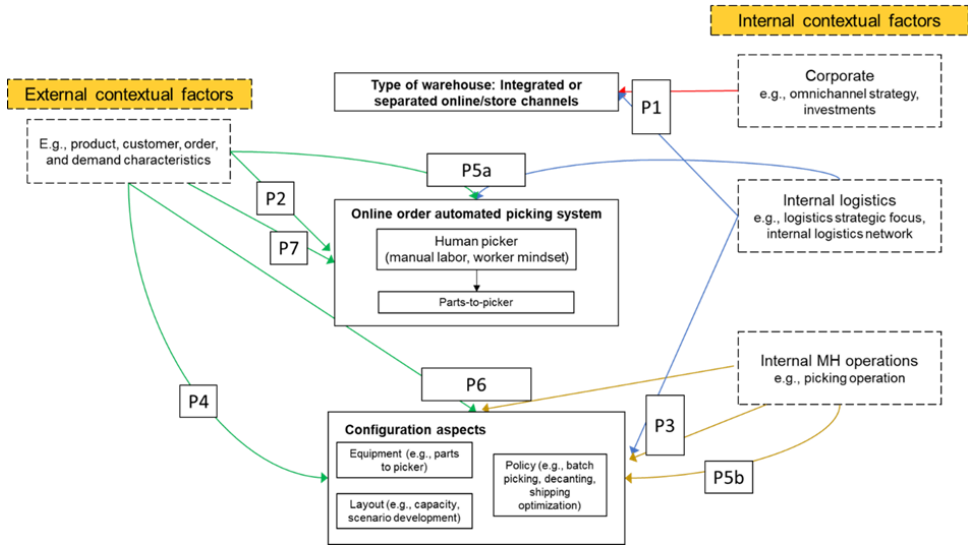 Internal contextual factors
External contextual factors
Type of warehouse: Integrated or
separated online/store channels
P1
Corporate
e.g., omnichannel strategy,
investments
E.g., product, customer, order,
and demand characteristics
P5a
P2
P7
Online order automated picking system
Human picker
(manual labor, worker mindset)
Parts-to-picker
Internal logistics
e.g., logistics strategic focus,
internal logistics network
P4
P6
Internal MH operations
e.g., picking operation
P3
P5b
Configuration aspects
Equipment (e.g., parts
to picker)
Layout (e.g., capacity,
scenario development)
Policy (e.g., batch
picking, decanting,
shipping
optimization)